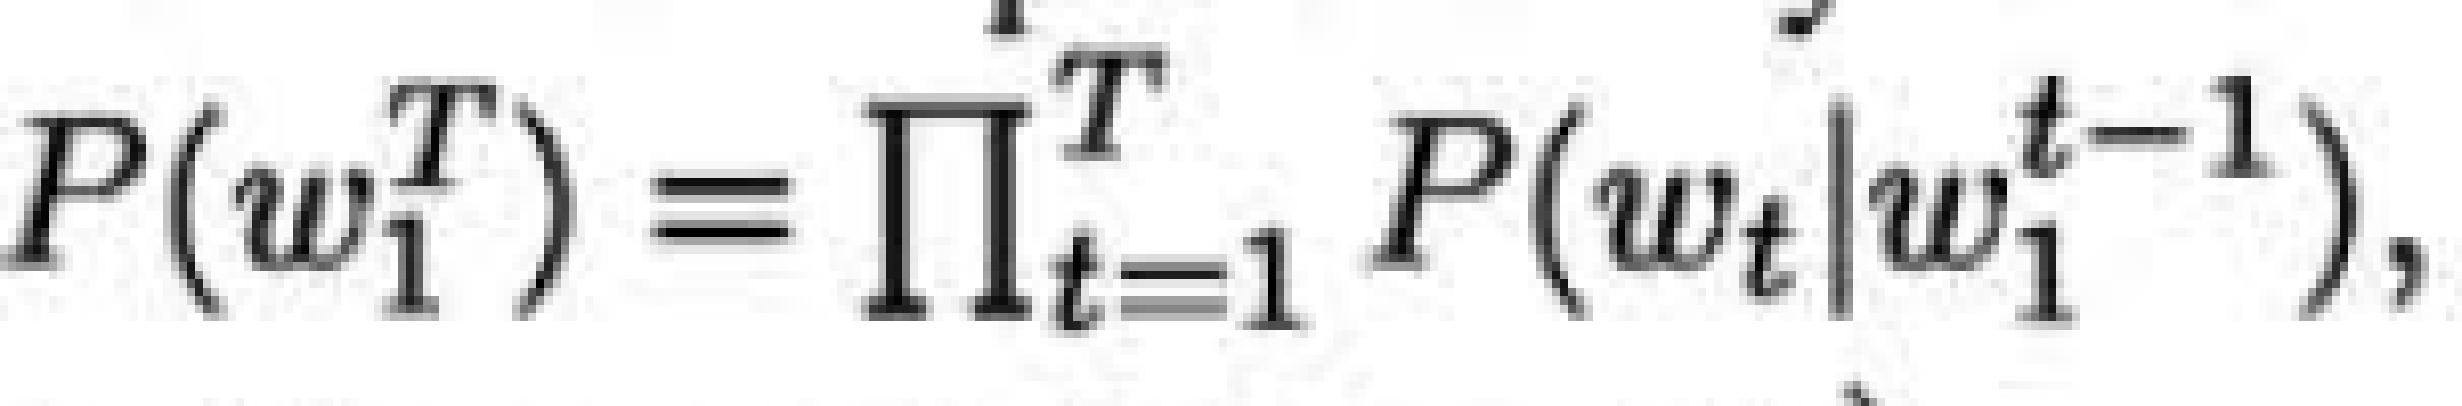 $P(w_1^T) = \prod_{t=1}^{T} P(w_t|w_1^{t-1}),$